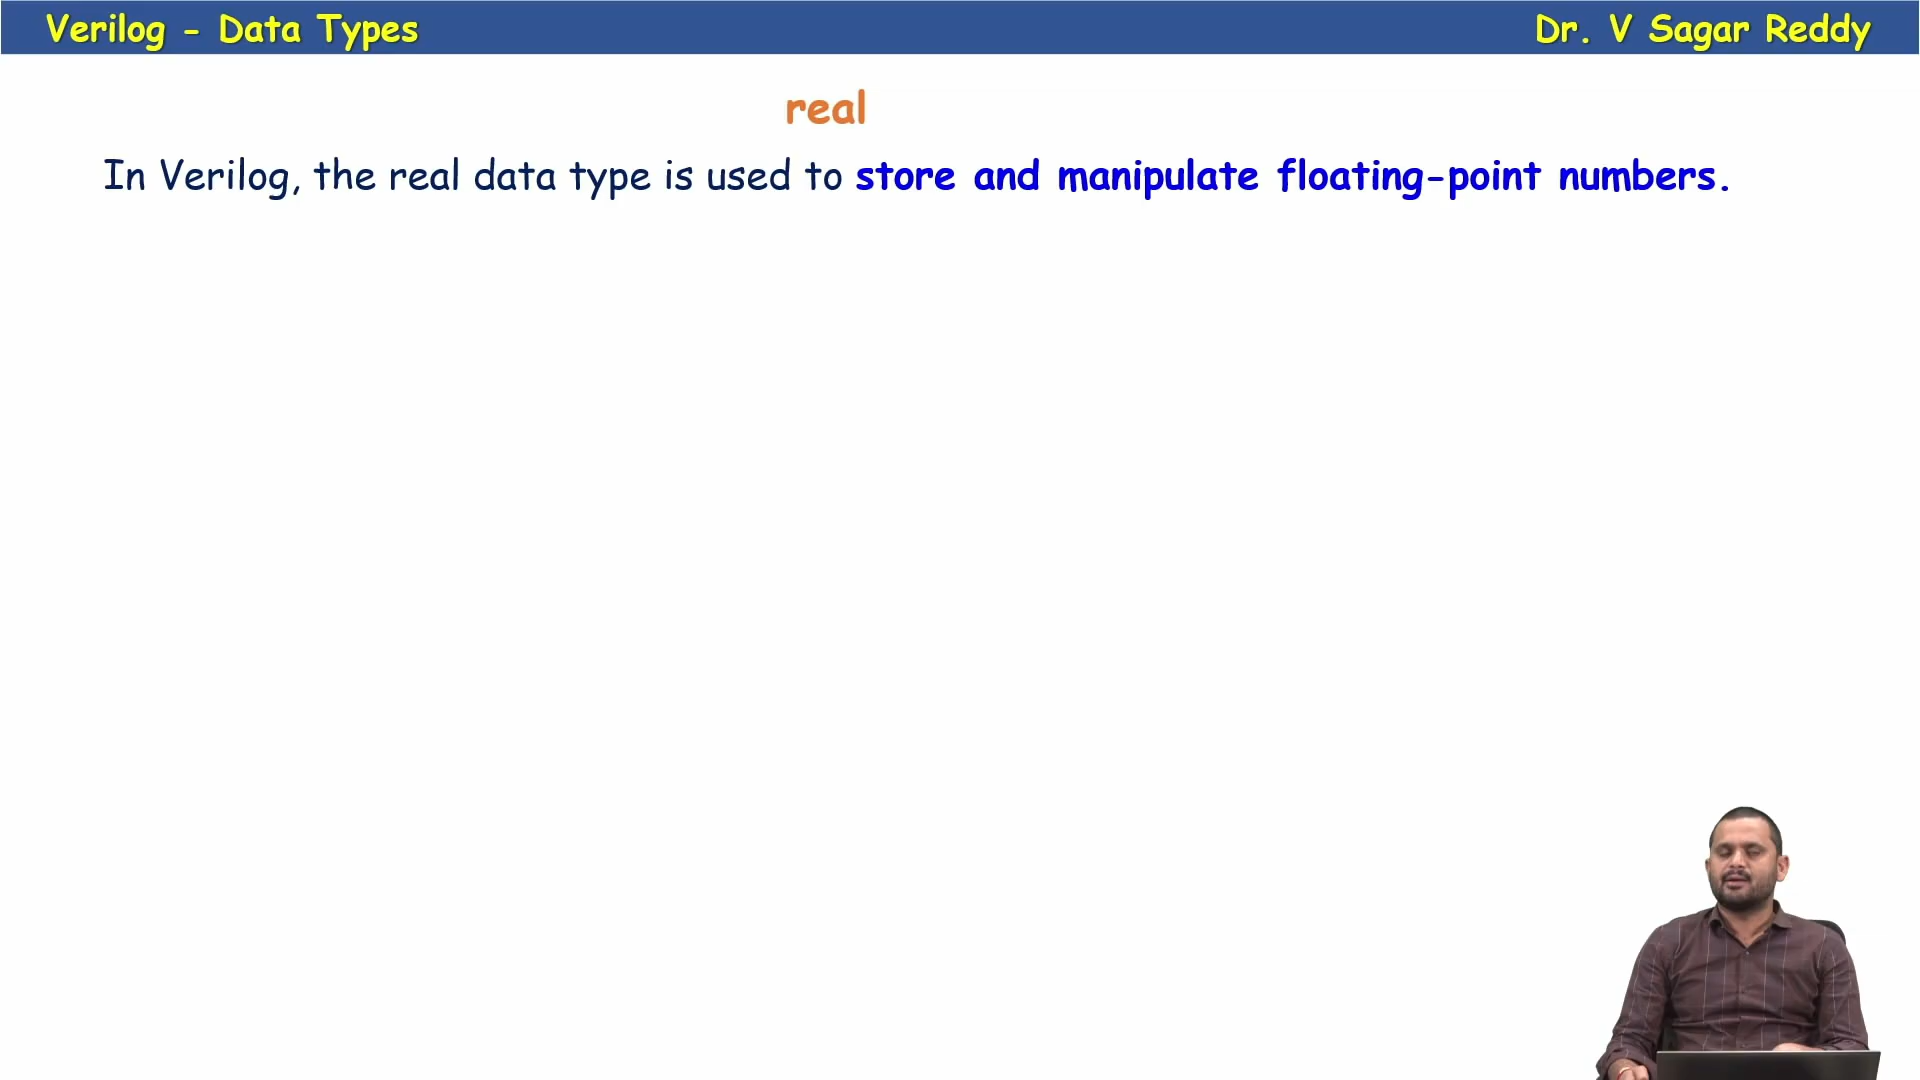 Verilog - Data Types
Dr. V Sagar Reddy
real
In Verilog, the real data type is used to store and manipulate floating-point numbers.